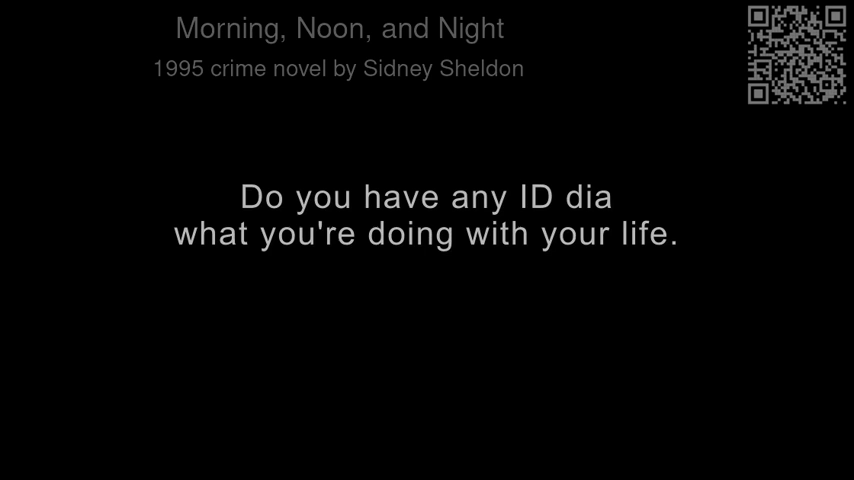 Morning, Noon, and Night
1995 crime novel by Sidney Sheldon
Do you have any ID dia
what you're doing with your life.